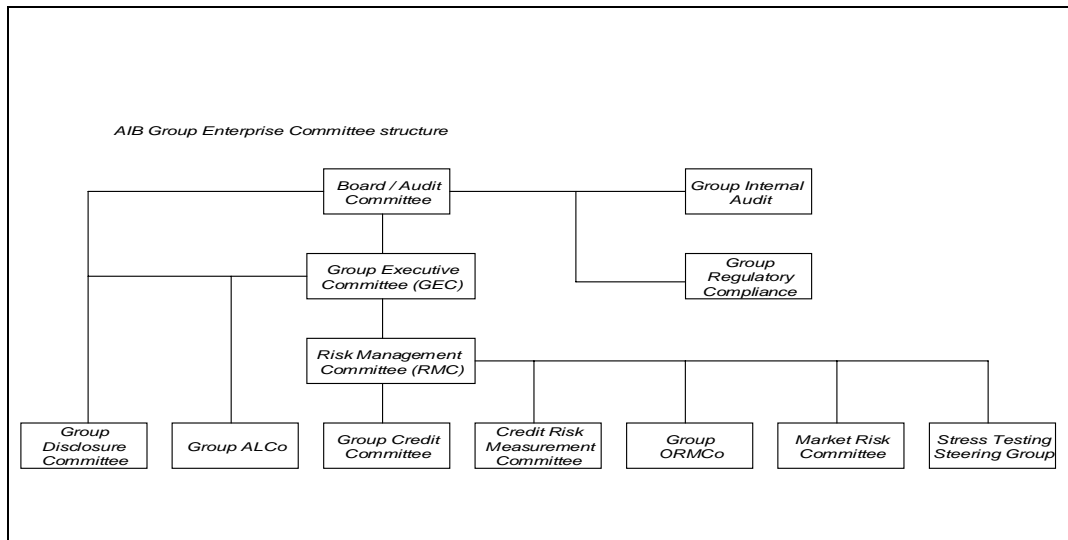 AIB Group Enterprise Committee structure
Board / Audit
Committee
Group Internal
Audit
Group Executive
Committee (GEC)
Group
Regulatory
Compliance
Risk Management
Committee (RMC)
Group
Disclosure
Committee
Group ALCo
Group Credit
Committee
Credit Risk
Measurement
Committee
Group
ORMCo
Market Risk
Committee
Stress Testing
Steering Group